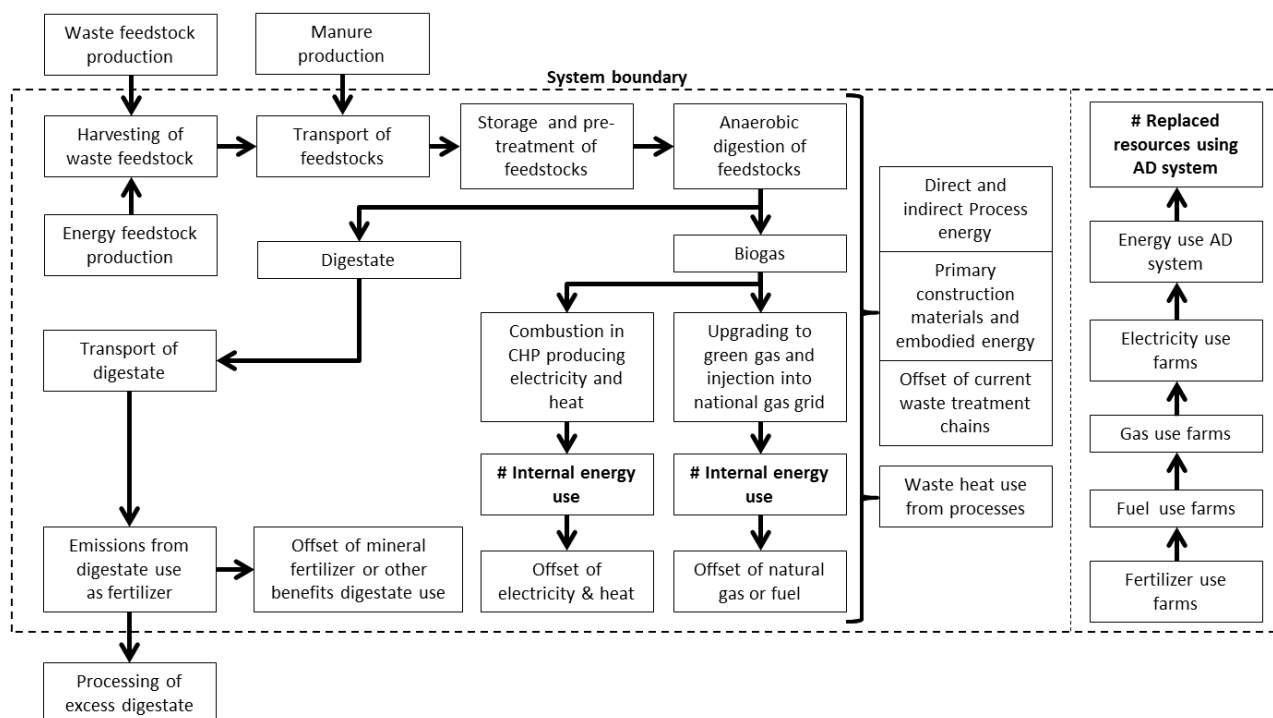 Waste feedstock
production
Manure
production
System boundary
Harvesting of
waste feedstock
Transport of
feedstocks
Storage and pre-
treatment of
feedstocks
Anaerobic
digestion of
feedstocks
Energy feedstock
production
Digestate
Biogas
Transport of
digestate
Combustion in
CHP producing
electricity and
heat
Upgrading to
green gas and
injection into
national gas grid
# Internal energy
use
# Internal energy
use
Emissions from
digestate use
as fertilizer
Offset of mineral
fertilizer or other
benefits digestate use
Offset of
electricity & heat
Offset of natural
gas or fuel
Processing of
excess digestate
Direct and
indirect Process
energy
Primary
construction
materials and
embodied energy
Offset of current
waste treatment
chains
Waste heat use
from processes
# Replaced
resources using
AD system
Energy use AD
system
Electricity use
farms
Gas use farms
Fuel use farms
Fertilizer use
farms